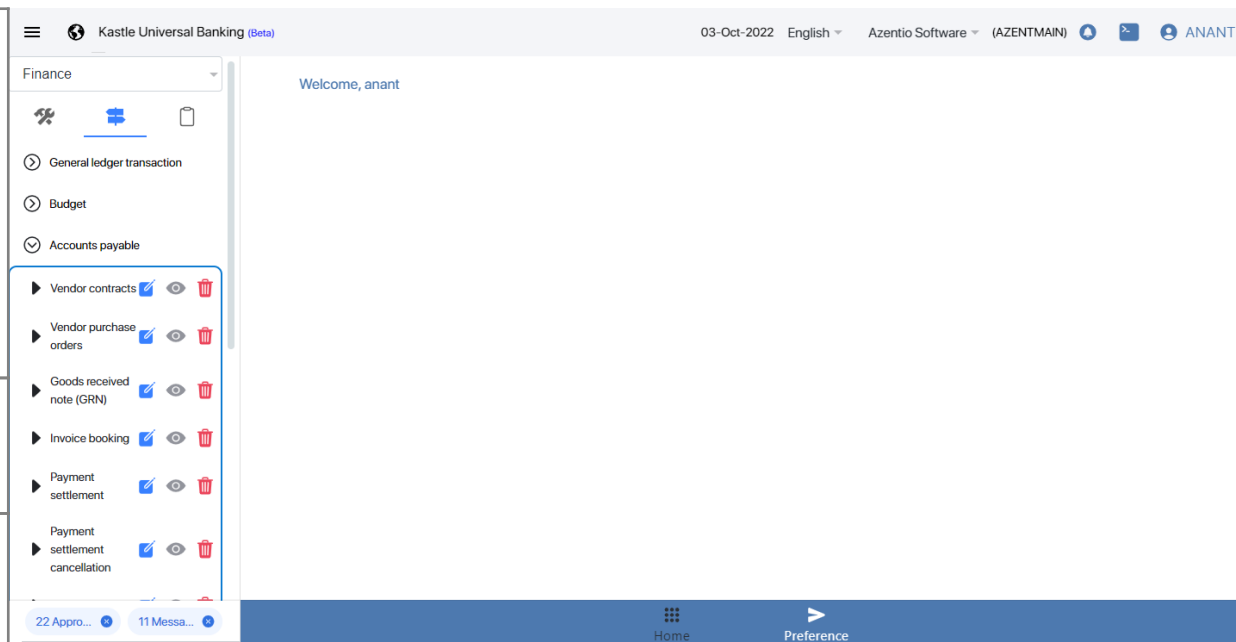 Kastle Universal Banking (Beta)
03-Oct-2022 English Azentio Software (AZENTMAIN) ANANT
Finance
Welcome, anant
General ledger transaction
Budget
Accounts payable
Vendor contracts
Vendor purchase
orders
Goods received
note (GRN)
Invoice booking
Payment
settlement
Payment
settlement
cancellation
22 Appro... 11 Messa...
Home Preference